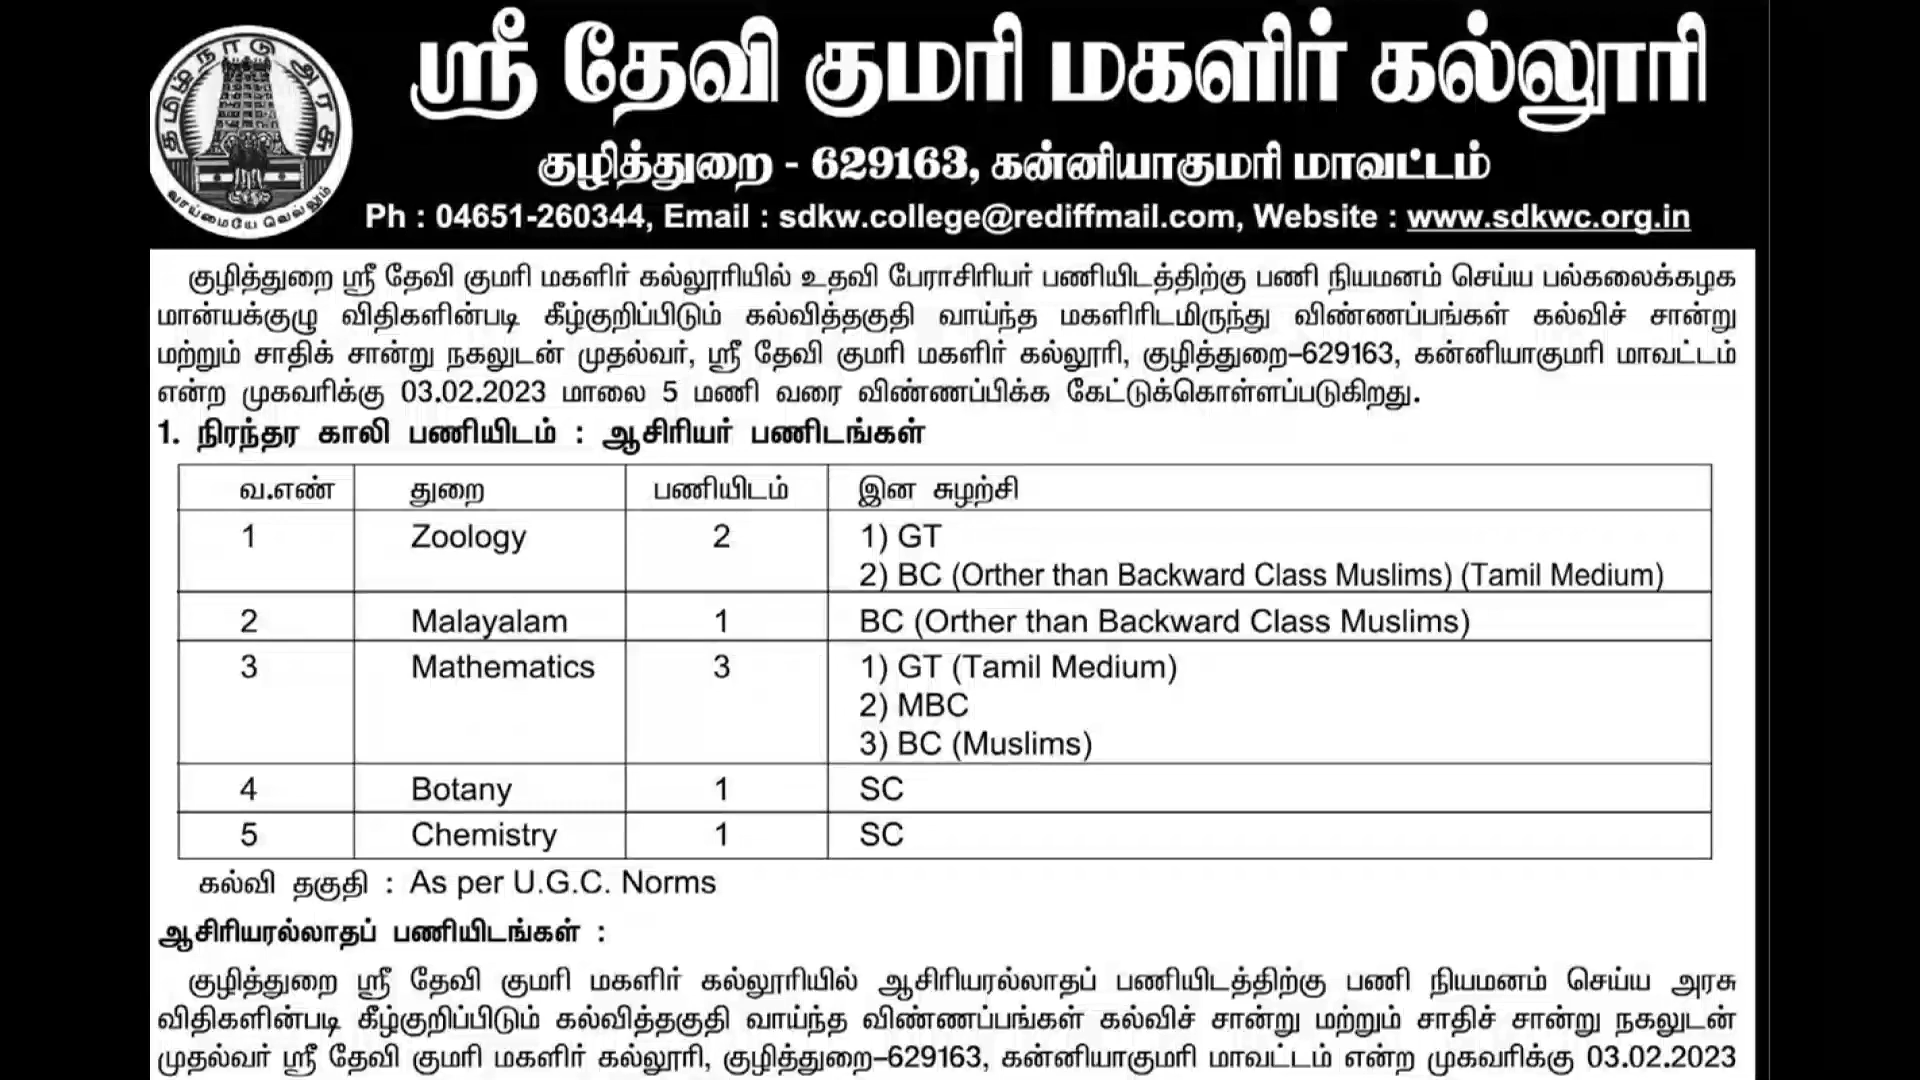 தமிழ்நாடு அரசு
வாய்மையே வெல்லும்
ஸ்ரீ தேவி குமரி மகளிர் கல்லூரி
குழித்துறை - 629163, கன்னியாகுமரி மாவட்டம்
Ph : 04651-260344, Email : sdkw.college@rediffmail.com, Website : www.sdkwc.org.in
குழித்துறை ஸ்ரீ தேவி குமரி மகளிர் கல்லூரியில் உதவி பேராசிரியர் பணியிடத்திற்கு பணி நியமனம் செய்ய பல்கலைக்கழக
மான்யக்குழு விதிகளின்படி கீழ்குறிப்பிடும் கல்வித்தகுதி வாய்ந்த மகளிரிடமிருந்து விண்ணப்பங்கள் கல்விச் சான்று
மற்றும் சாதிக் சான்று நகலுடன் முதல்வர், ஸ்ரீ தேவி குமரி மகளிர் கல்லூரி, குழித்துறை–629163, கன்னியாகுமரி மாவட்டம்
என்ற முகவரிக்கு 03.02.2023 மாலை 5 மணி வரை விண்ணப்பிக்க கேட்டுக்கொள்ளப்படுகிறது.
1. நிரந்தர காலி பணியிடம் : ஆசிரியர் பணிடங்கள்
வ.எண் துறை பணியிடம் இன சுழற்சி
1 Zoology 2 1) GT
2) BC (Orther than Backward Class Muslims) (Tamil Medium)
2 Malayalam 1 BC (Orther than Backward Class Muslims)
3 Mathematics 3 1) GT (Tamil Medium)
2) MBC
3) BC (Muslims)
4 Botany 1 SC
5 Chemistry 1 SC
கல்வி தகுதி : As per U.G.C. Norms
ஆசிரியரல்லாதப் பணியிடங்கள் :
குழித்துறை ஸ்ரீ தேவி குமரி மகளிர் கல்லூரியில் ஆசிரியரல்லாதப் பணியிடத்திற்கு பணி நியமனம் செய்ய அரசு
விதிகளின்படி கீழ்குறிப்பிடும் கல்வித்தகுதி வாய்ந்த விண்ணப்பங்கள் கல்விச் சான்று மற்றும் சாதிச் சான்று நகலுடன்
முதல்வர் ஸ்ரீ தேவி குமரி மகளிர் கல்லூரி, குழித்துறை–629163, கன்னியாகுமரி மாவட்டம் என்ற முகவரிக்கு 03.02.2023